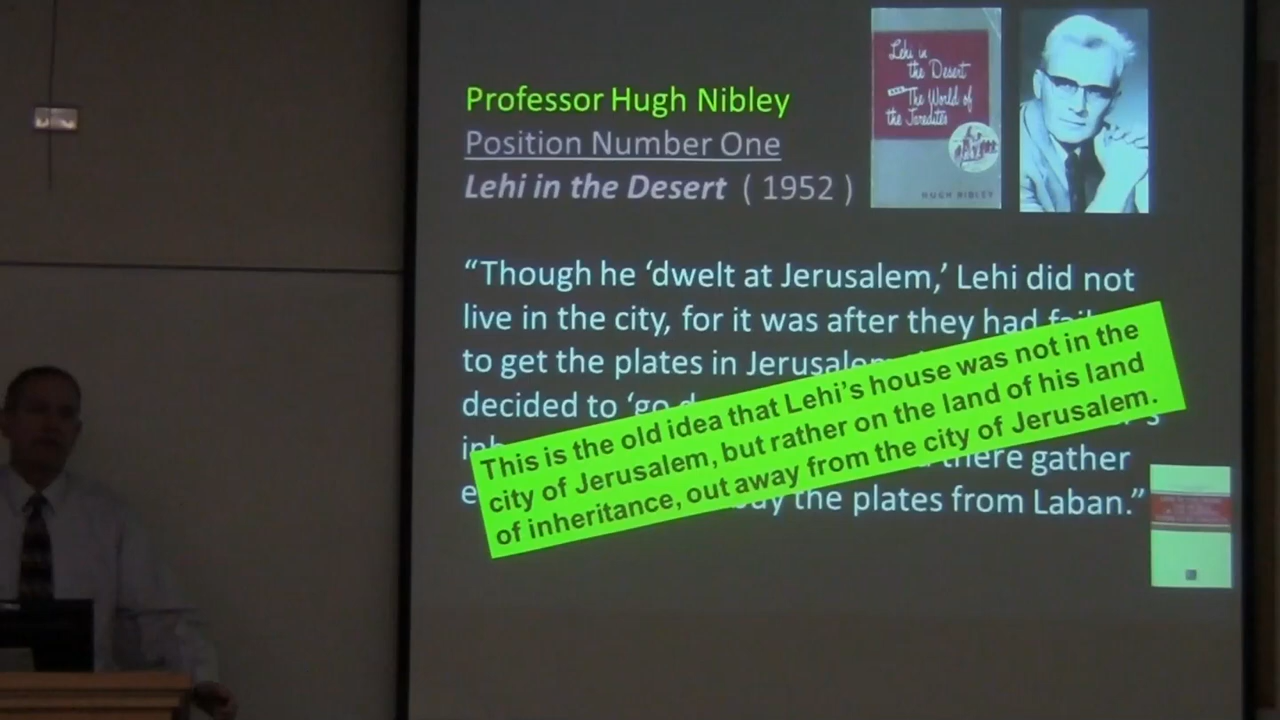 Professor Hugh Nibley
Position Number One
Lehi in the Desert ( 1952 )
Lehi in
the Desert
and The World of
the Jaredites
HUGH NIBLEY
“Though he ‘dwelt at Jerusalem,’ Lehi did not
live in the city, for it was after they had
to get the plates in
decided to
This is the old idea that Lehi’s house was not in the
city of Jerusalem, but rather on the land of his land
of inheritance, out away from the city of Jerusalem.
gather
the plates from Laban.”